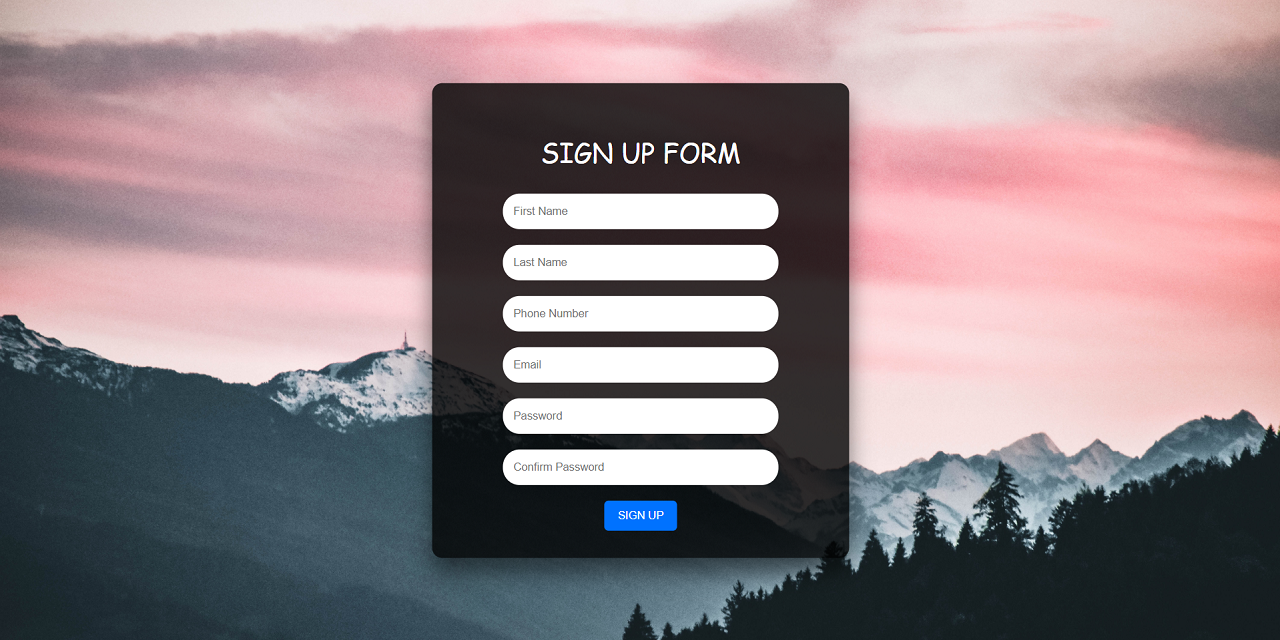 SIGN UP FORM
First Name
Last Name
Phone Number
Email
Password
Confirm Password
SIGN UP